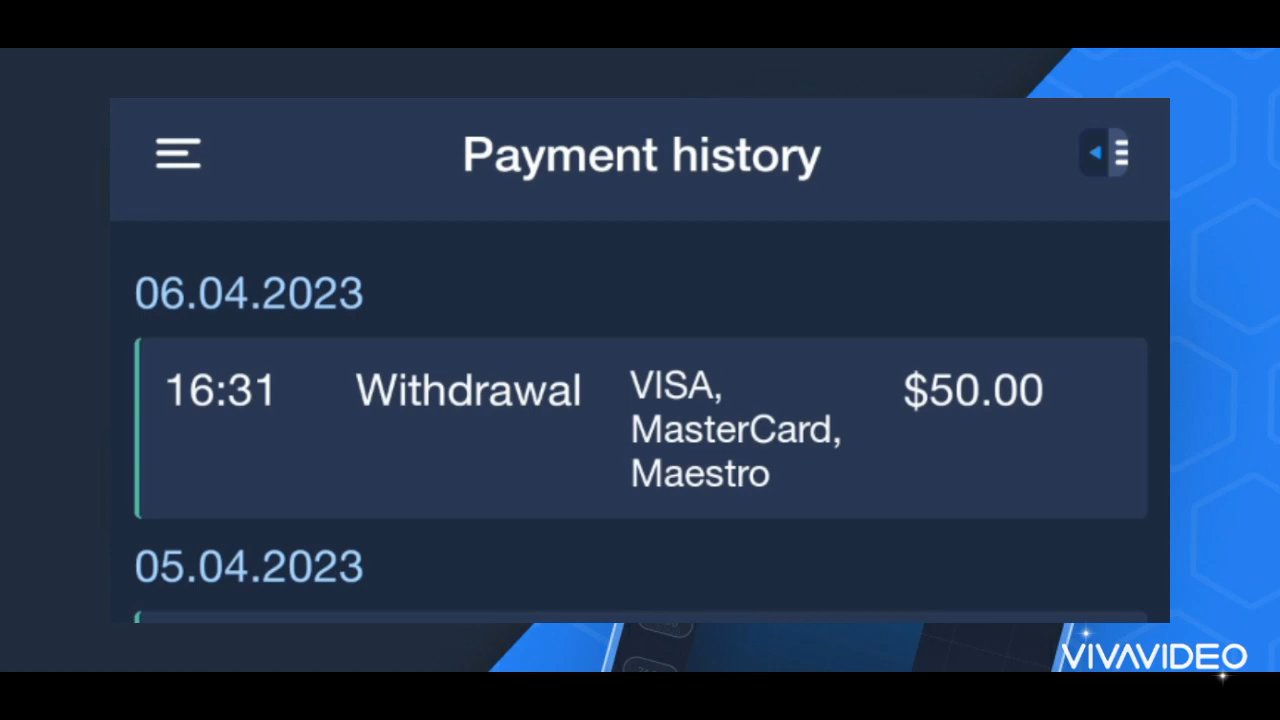 Payment history
06.04.2023
16:31 Withdrawal VISA, $50.00
MasterCard,
Maestro
05.04.2023
VIVAVIDEO